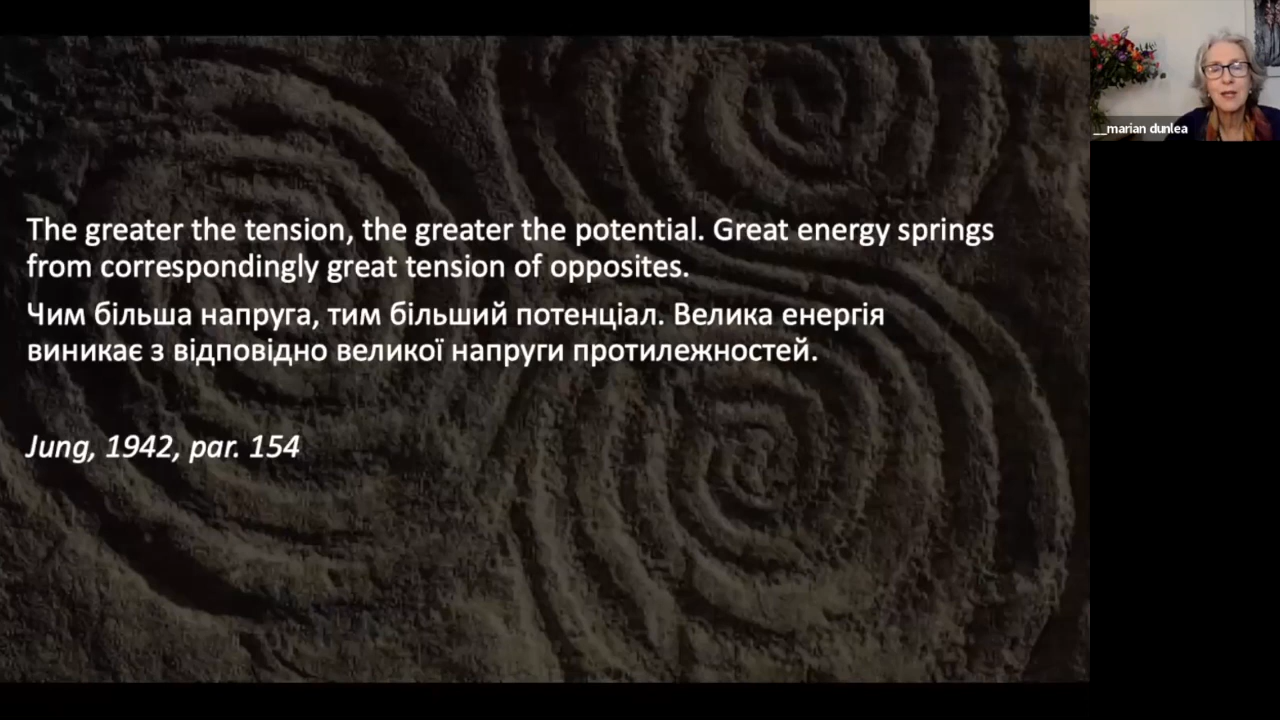 The greater the tension, the greater the potential. Great energy springs
from correspondingly great tension of opposites.
Чим більша напруга, тим більший потенціал. Велика енергія
виникає з відповідно великої напруги протилежностей.
Jung, 1942, par. 154
__marian dunlea